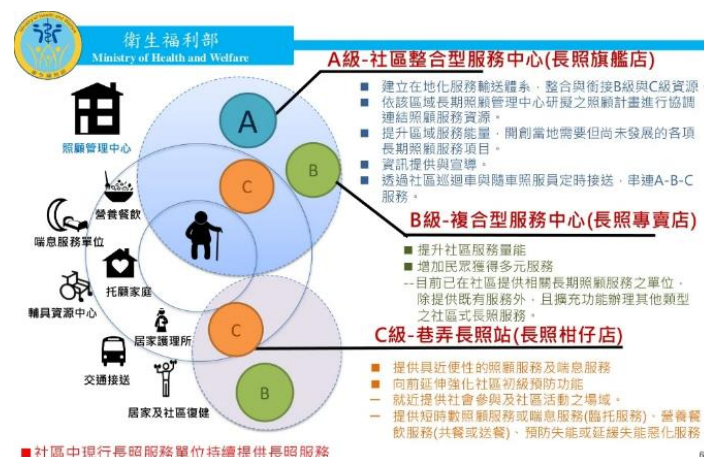 Ministry of Health and Welfare
衛生福利部
Ministry of Health and Welfare
A級-社區整合型服務中心(長照旗艦店)
■ 建立在地化服務輸送體系，整合與銜接B級與C級資源。
■ 依該區域長期照顧管理中心研擬之照顧計畫進行協調
連結照顧服務資源。
■ 提升區域服務能量，開創當地需要但尚未發展的各項
長期照顧服務項目。
■ 資訊提供與宣導。
■ 透過社區巡迴車與隨車照服員定時接送，串連A-B-C
服務。
B級-複合型服務中心(長照專賣店)
■ 提升社區服務量能
■ 增加民眾獲得多元服務
--目前已在社區提供相關長期照顧服務之單位，
除提供既有服務外，且擴充功能辦理其他類型
之社區式長照服務。
C級-巷弄長照站(長照柑仔店)
■ 提供具近便性的照顧服務及喘息服務
■ 向前延伸強化社區初級預防功能
─ 就近提供社會參與及社區活動之場域。
─ 提供短時數照顧服務或喘息服務(臨托服務)、營養餐
飲服務(共餐或送餐)、預防失能或延緩失能惡化服務
照顧管理中心
A
B
C
營養餐飲
喘息服務單位
托顧家庭
輔具資源中心
居家護理所
C
交通接送
B
居家及社區復健
■社區中現行長照服務單位持續提供長照服務
6